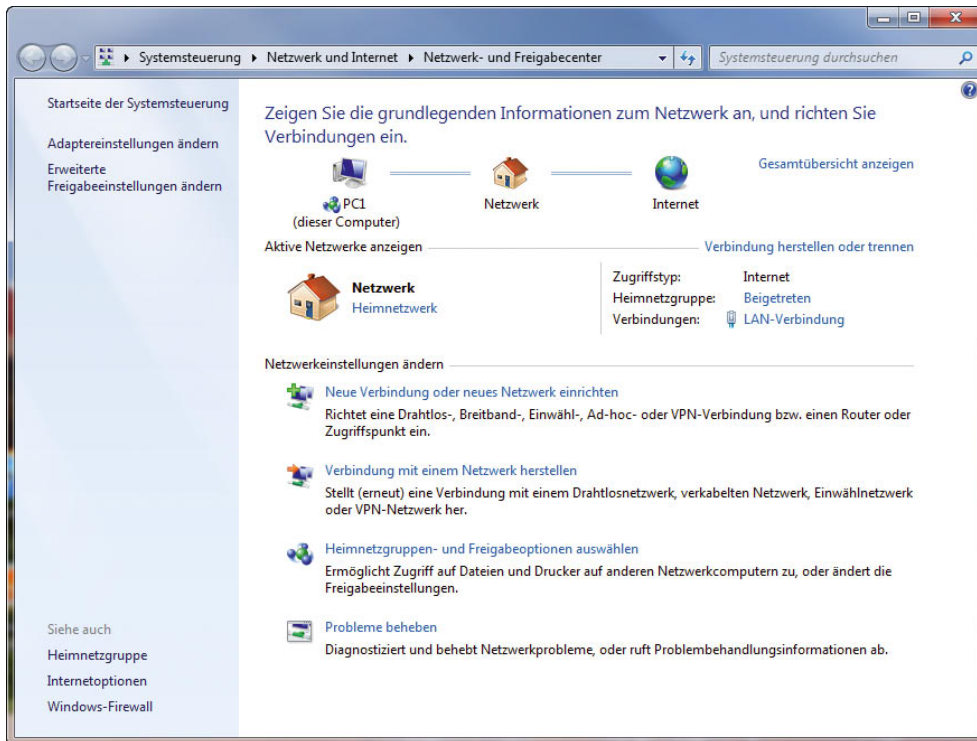 Systemsteuerung ▸ Netzwerk und Internet ▸ Netzwerk- und Freigabecenter
Systemsteuerung durchsuchen
Startseite der Systemsteuerung
Adaptereinstellungen ändern
Erweiterte
Freigabeeinstellungen ändern
Siehe auch
Heimnetzgruppe
Internetoptionen
Windows-Firewall
Zeigen Sie die grundlegenden Informationen zum Netzwerk an, und richten Sie
Verbindungen ein.
Gesamtübersicht anzeigen
PC1
(dieser Computer)
Netzwerk
Internet
Aktive Netzwerke anzeigen
Verbindung herstellen oder trennen
Netzwerk
Heimnetzwerk
Zugriffstyp: Internet
Heimnetzgruppe: Beigetreten
Verbindungen: LAN-Verbindung
Netzwerkeinstellungen ändern
Neue Verbindung oder neues Netzwerk einrichten
Richtet eine Drahtlos-, Breitband-, Einwähl-, Ad-hoc- oder VPN-Verbindung bzw. einen Router oder
Zugriffspunkt ein.
Verbindung mit einem Netzwerk herstellen
Stellt (erneut) eine Verbindung mit einem Drahtlosnetzwerk, verkabelten Netzwerk, Einwählnetzwerk
oder VPN-Netzwerk her.
Heimnetzgruppen- und Freigabeoptionen auswählen
Ermöglicht Zugriff auf Dateien und Drucker auf anderen Netzwerkcomputern zu, oder ändert die
Freigabeeinstellungen.
Probleme beheben
Diagnostiziert und behebt Netzwerkprobleme, oder ruft Problembehandlungsinformationen ab.